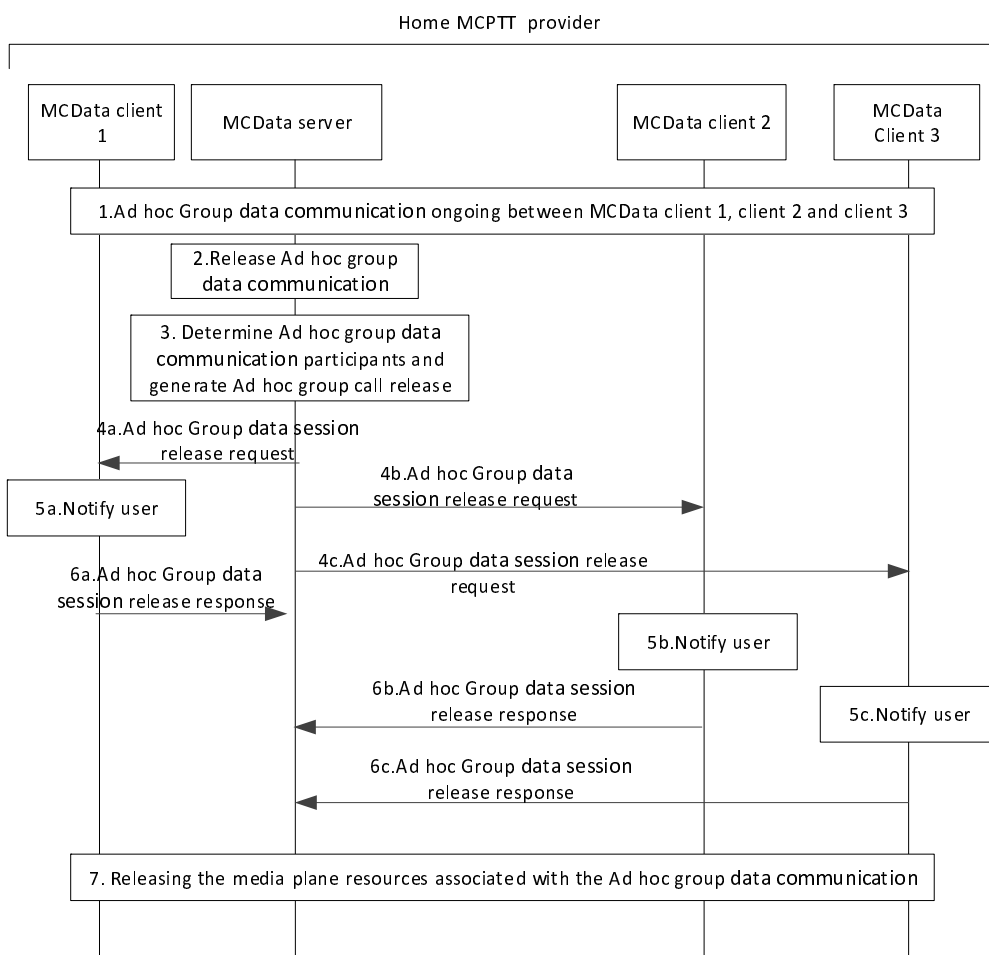 Home MCPTT provider
MCData client
1
MCData server
MCData client 2
MCData
Client 3
1.Ad hoc Group data communication ongoing between MCData client 1, client 2 and client 3
2.Release Ad hoc group
data communication
3. Determine Ad hoc group data
communication participants and
generate Ad hoc group call release
4a.Ad hoc Group data session
release request
4b.Ad hoc Group data
session release request
5a.Notify user
4c.Ad hoc Group data session release
request
6a.Ad hoc Group data
session release response
5b.Notify user
6b.Ad hoc Group data session
release response
5c.Notify user
6c.Ad hoc Group data session
release response
7. Releasing the media plane resources associated with the Ad hoc group data communication